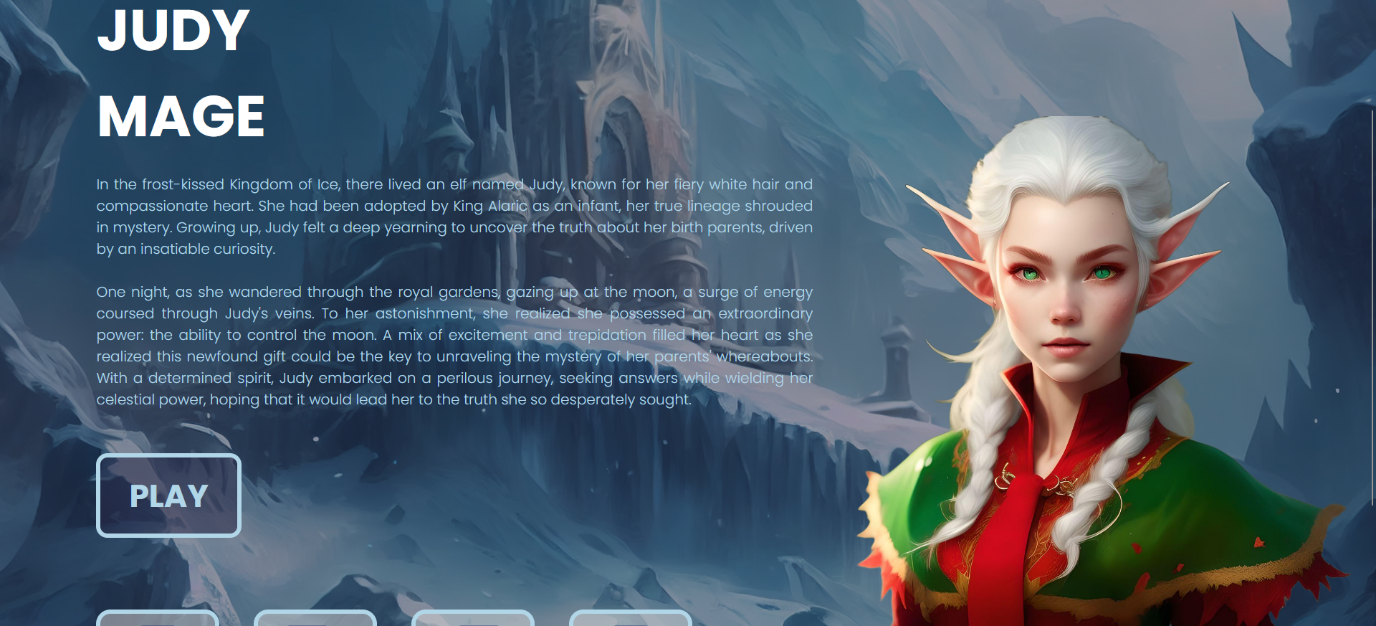 JUDY
MAGE
In the frost-kissed Kingdom of Ice, there lived an elf named Judy, known for her fiery white hair and
compassionate heart. She had been adopted by King Alaric as an infant, her true lineage shrouded
in mystery. Growing up, Judy felt a deep yearning to uncover the truth about her birth parents, driven
by an insatiable curiosity.
One night, as she wandered through the royal gardens, gazing up at the moon, a surge of energy
coursed through Judy's veins. To her astonishment, she realized she possessed an extraordinary
power: the ability to control the moon. A mix of excitement and trepidation filled her heart as she
realized this newfound gift could be the key to unraveling the mystery of her parents' whereabouts.
With a determined spirit, Judy embarked on a perilous journey, seeking answers while wielding her
celestial power, hoping that it would lead her to the truth she so desperately sought.
PLAY